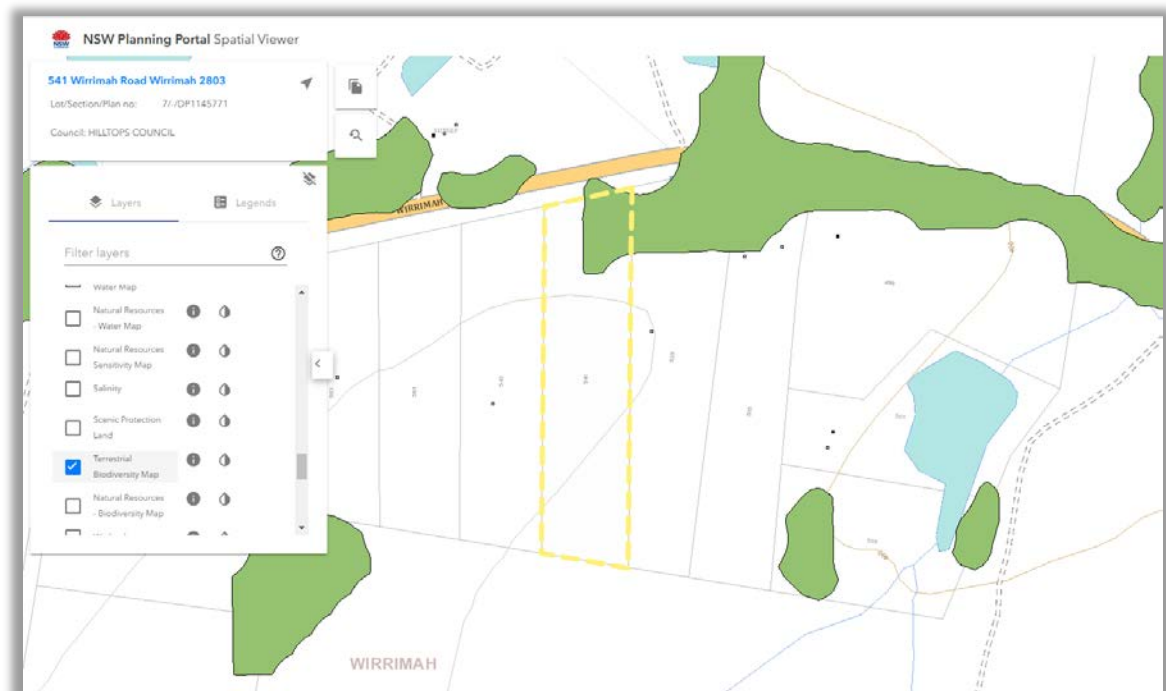 NSW
NSW Planning Portal Spatial Viewer
541 Wirrimah Road Wirrimah 2803
Lot/Section/Plan no: 7/-/DP1145771
Council: HILLTOPS COUNCIL
Layers
Legends
Filter layers
Water Map
Natural Resources
- Water Map
Natural Resources
Sensitivity Map
Salinity
Scenic Protection
Land
Terrestrial
Biodiversity Map
Natural Resources
- Biodiversity Map
WIRRIMAH
WIRRIMAH